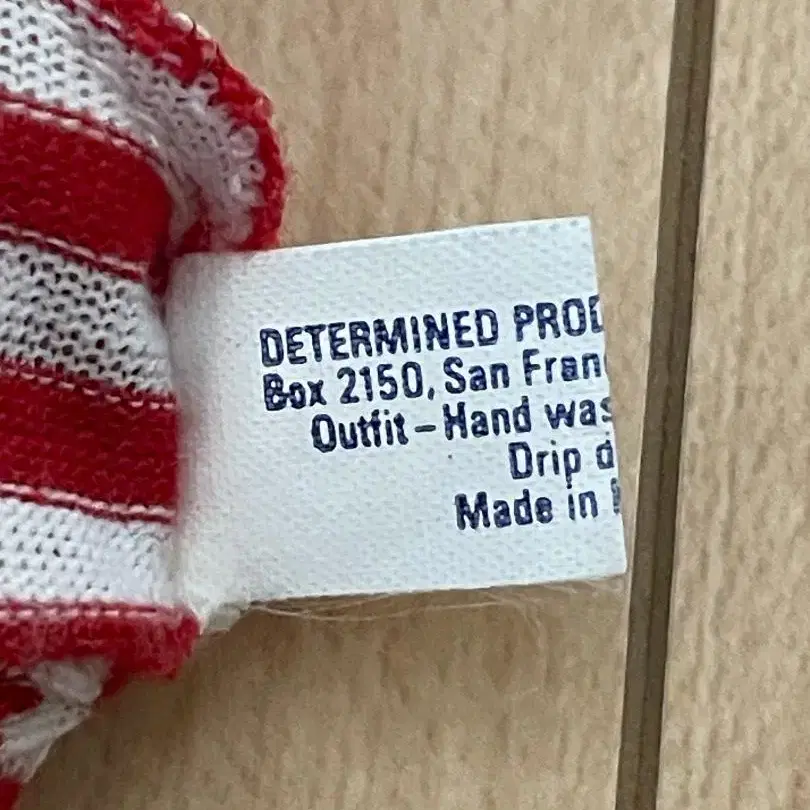 DETERMINED PROD
Box 2150, San Fran
Outfit – Hand was
Drip d
Made in